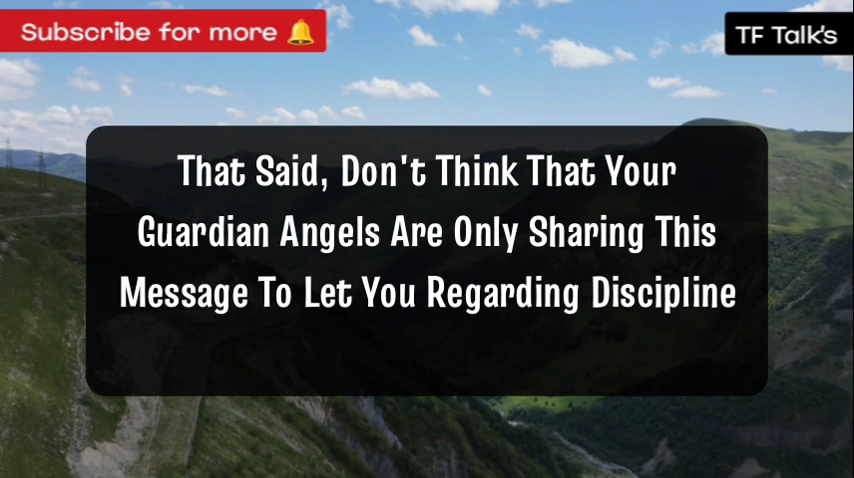 Subscribe for more 🔔
TF Talk's
That Said, Don't Think That Your
Guardian Angels Are Only Sharing This
Message To Let You Regarding Discipline